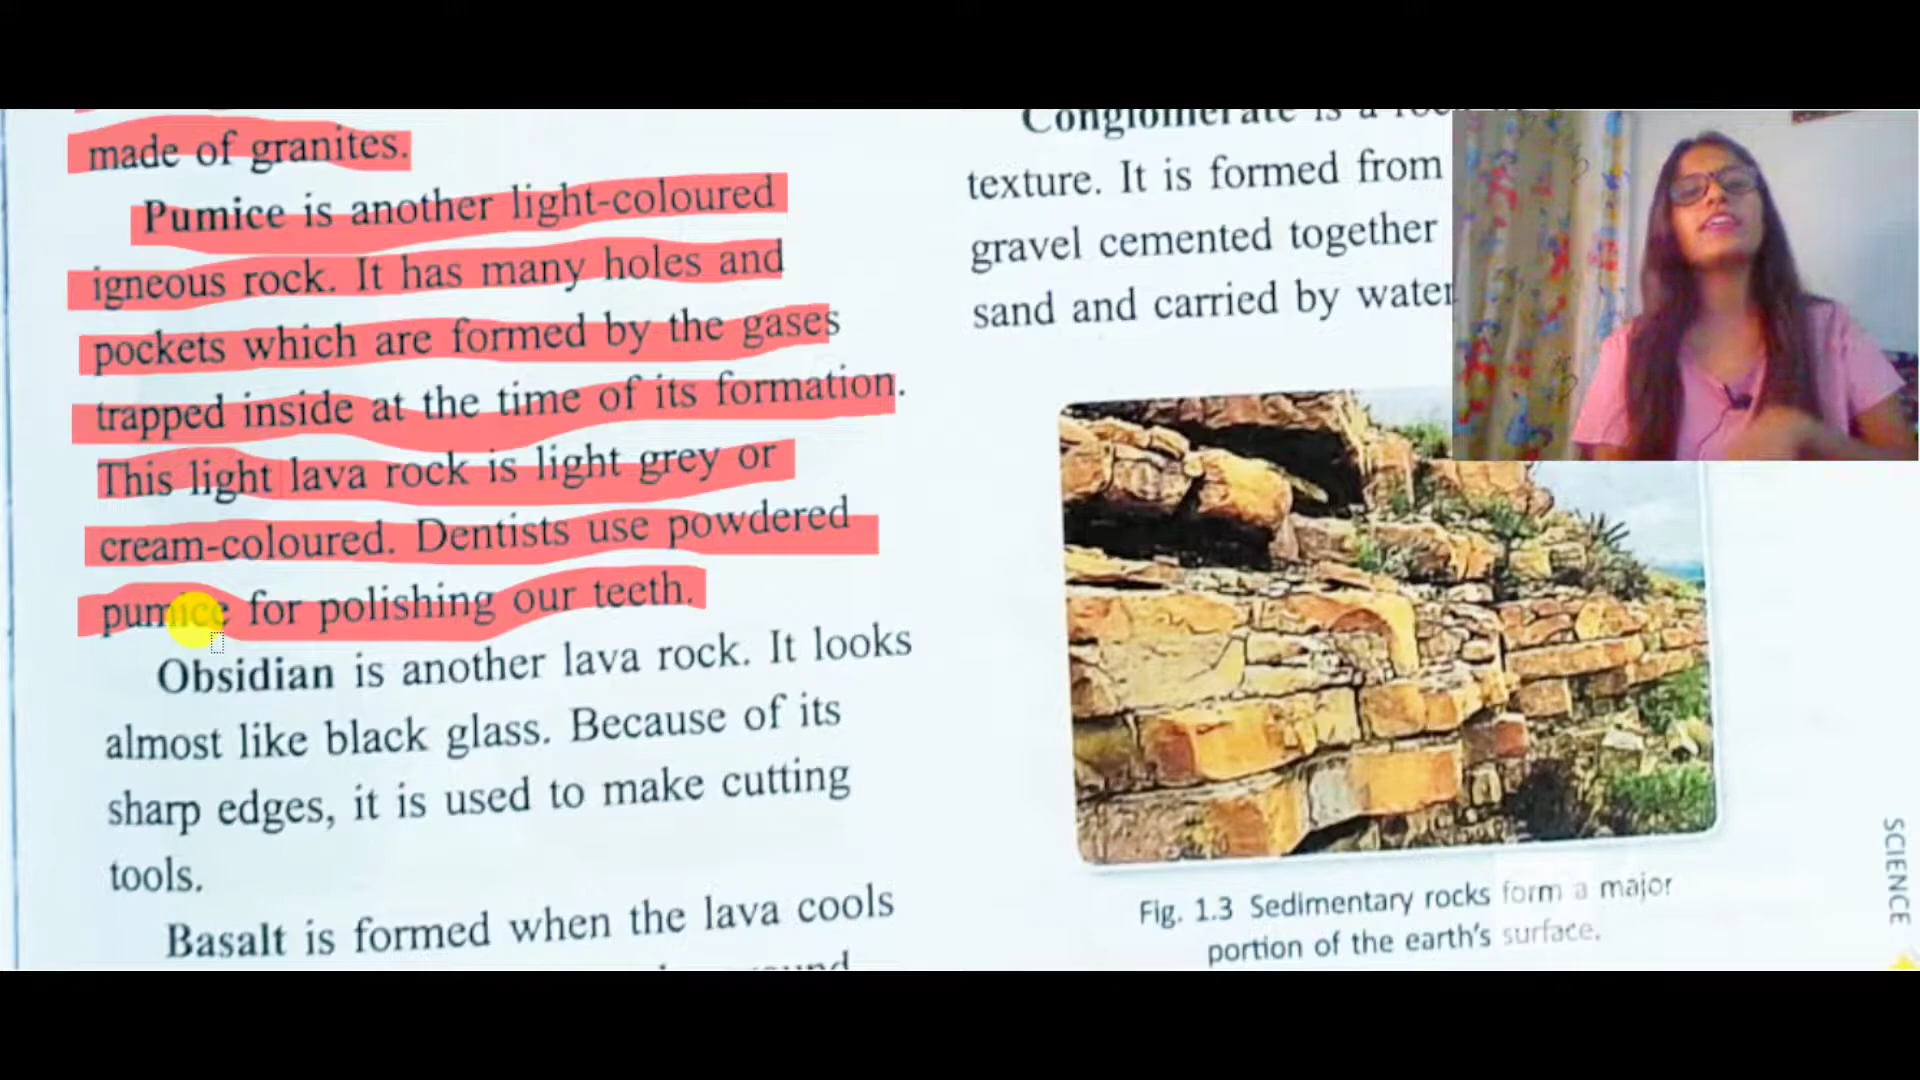 made of granites.
Pumice is another light-coloured
igneous rock. It has many holes and
pockets which are formed by the gases
trapped inside at the time of its formation.
This light lava rock is light grey or
cream-coloured. Dentists use powdered
pumice for polishing our teeth.
Obsidian is another lava rock. It looks
almost like black glass. Because of its
sharp edges, it is used to make cutting
tools.
Basalt is formed when the lava cools
Conglomerate is a
texture. It is formed from
gravel cemented together
sand and carried by water
Fig. 1.3 Sedimentary rocks form a major
portion of the earth's surface.
SCIENCE